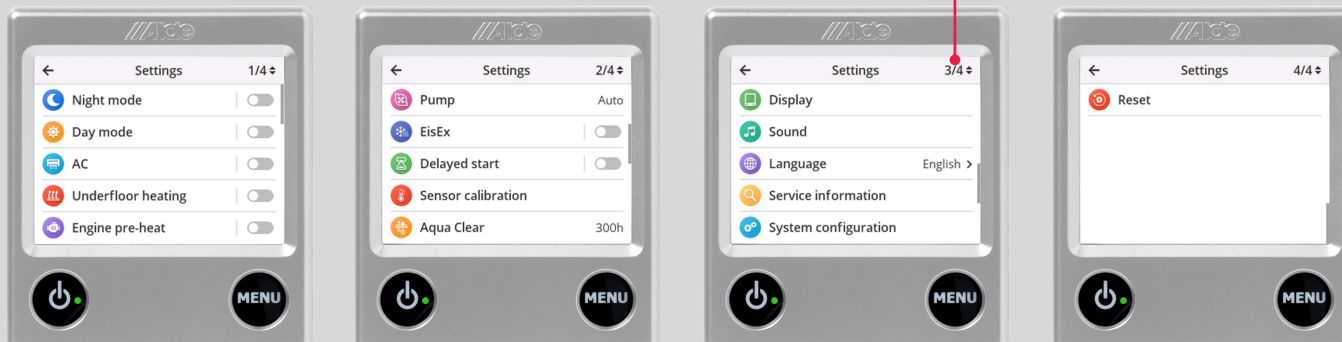 Alde
Settings 1/4
Night mode
Day mode
AC
Underfloor heating
Engine pre-heat
MENU
Alde
Settings 2/4
Pump Auto
EisEx
Delayed start
Sensor calibration
Aqua Clear 300h
MENU
Alde
Settings 3/4
Display
Sound
Language English >
Service information
System configuration
MENU
Alde
Settings 4/4
Reset
MENU